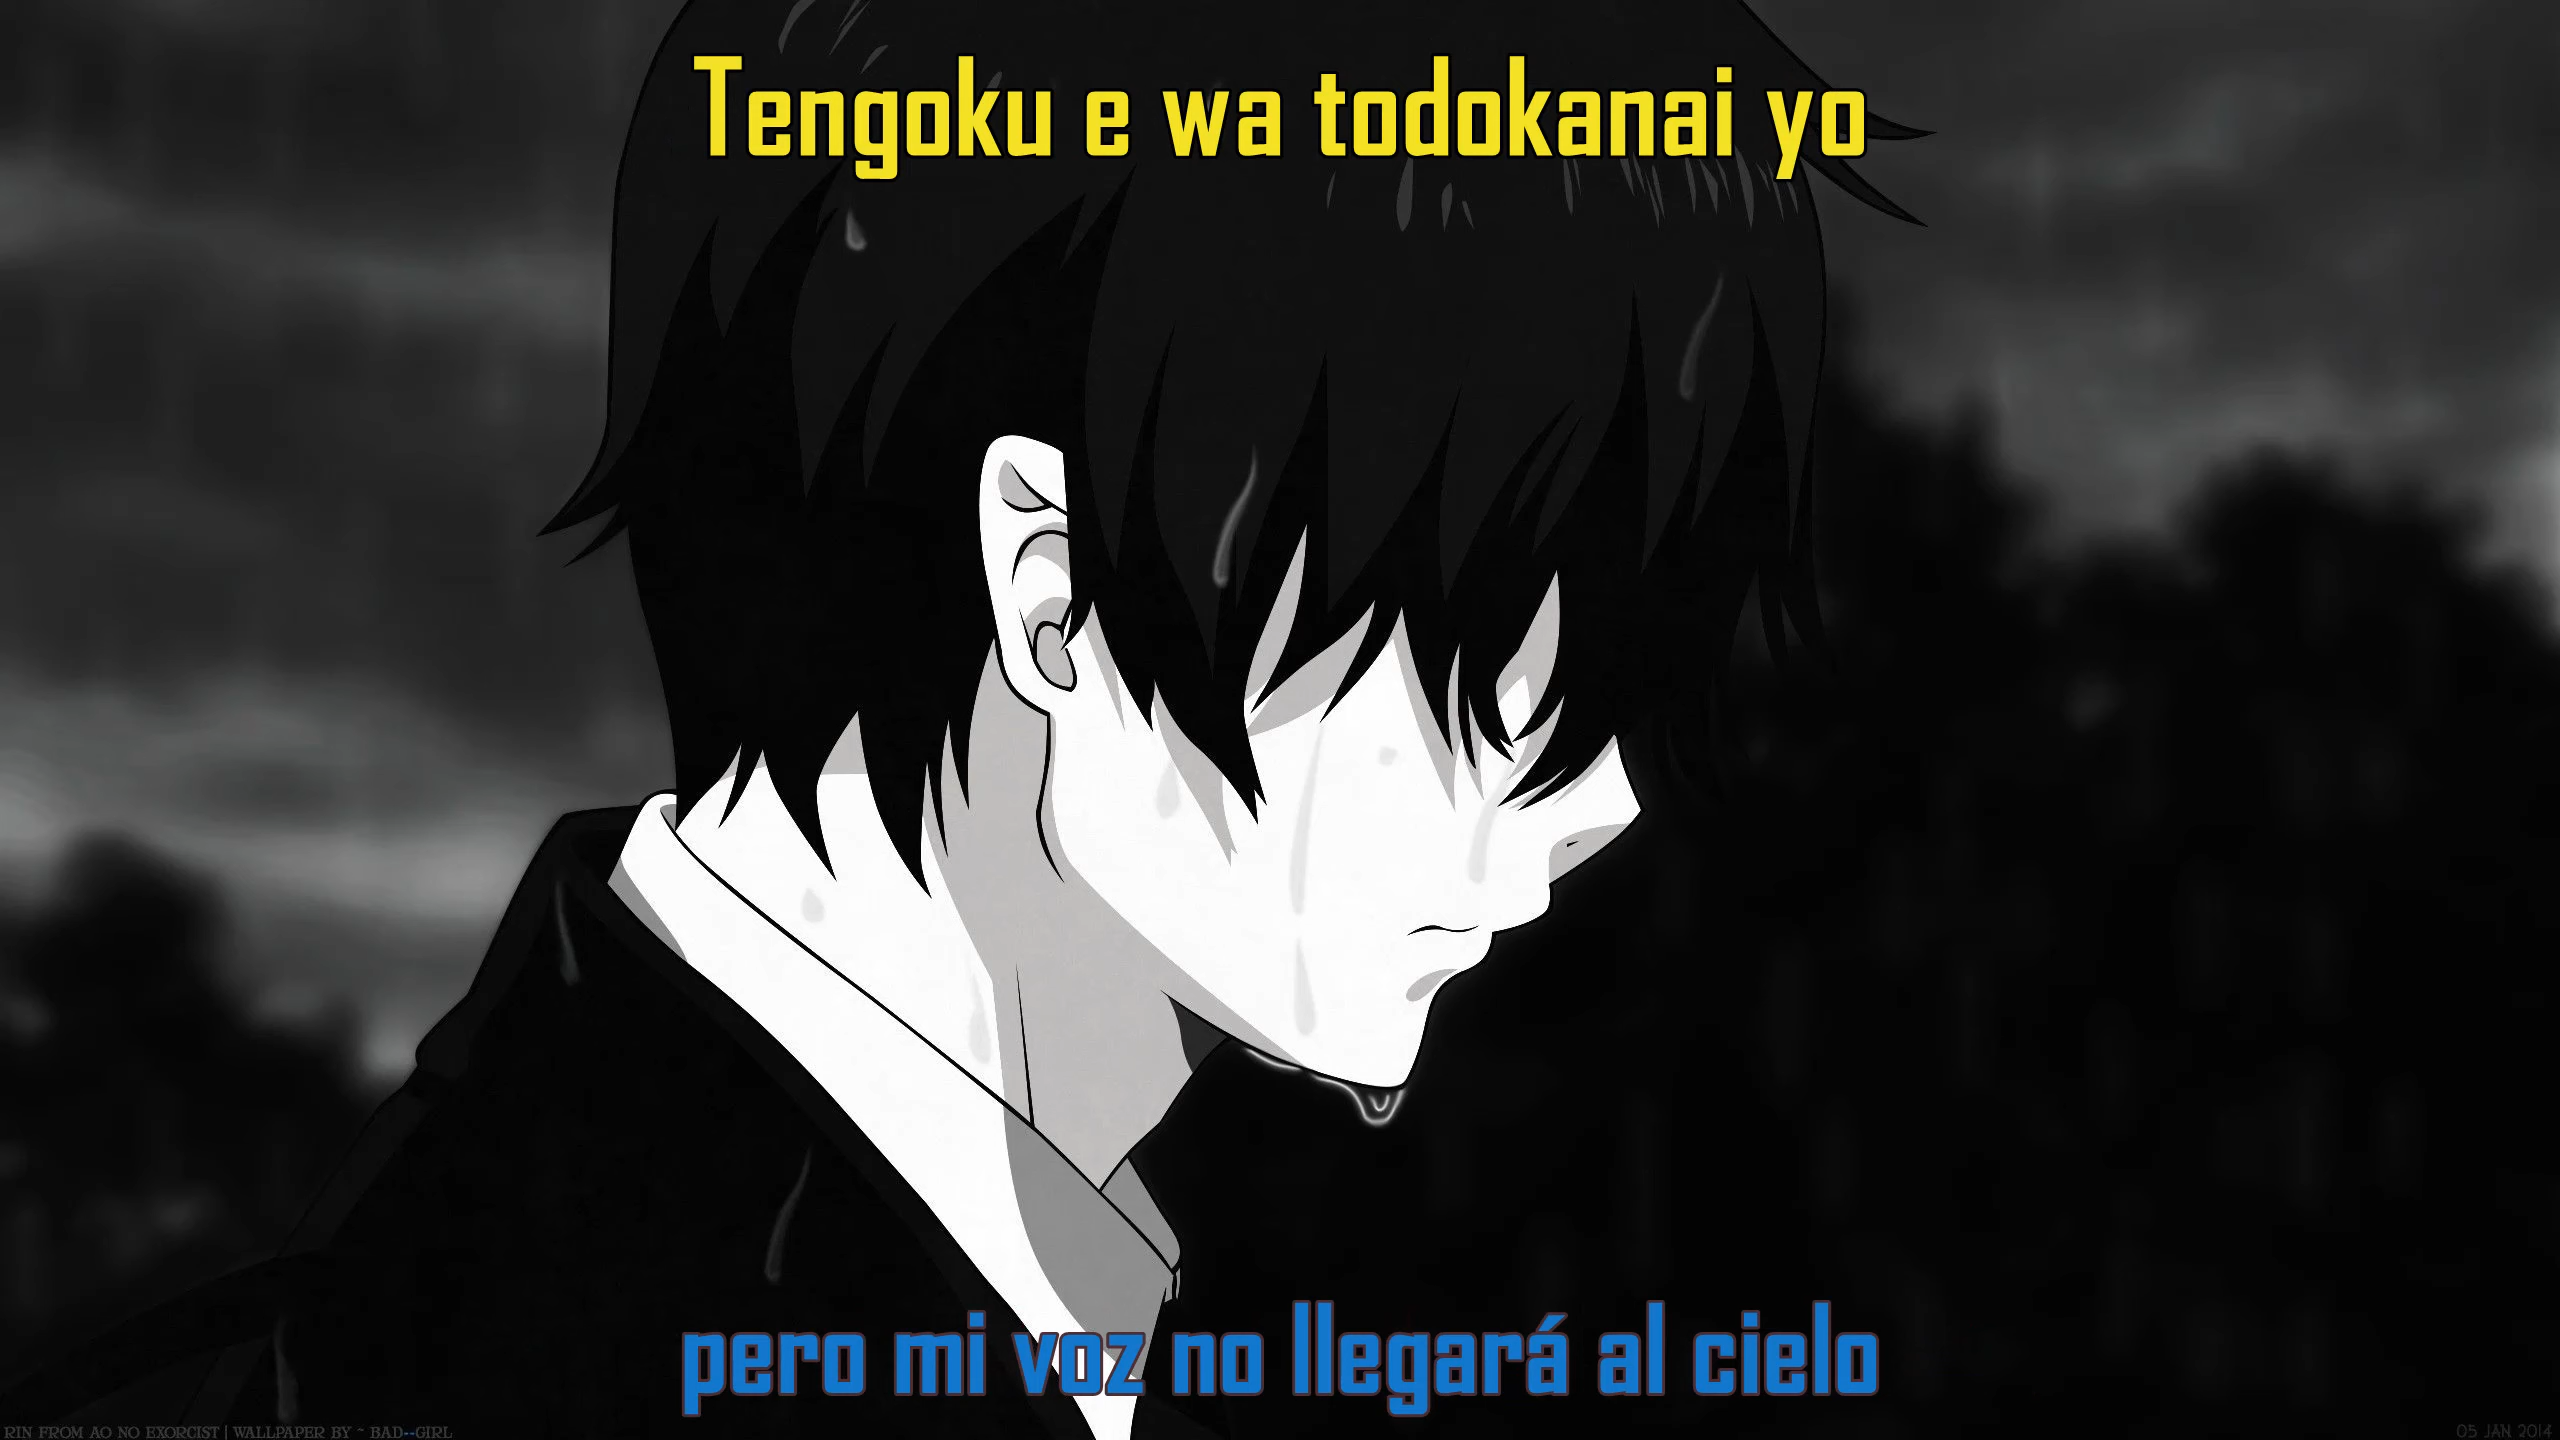 Tengoku e wa todokanai yo
pero mi voz no llegará al cielo
RIN FROM AO NO EXORCIST | WALLPAPER BY ~ BAD--GIRL
05 JAN 2014